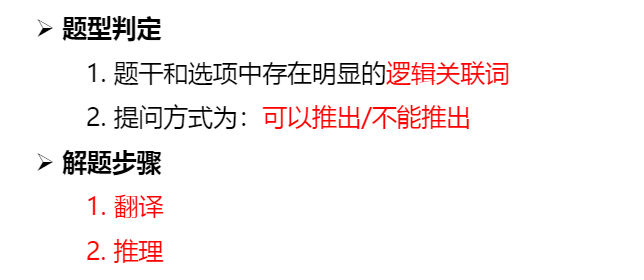 ➢ 题型判定
1. 题干和选项中存在明显的逻辑关联词
2. 提问方式为：可以推出/不能推出
➢ 解题步骤
1. 翻译
2. 推理